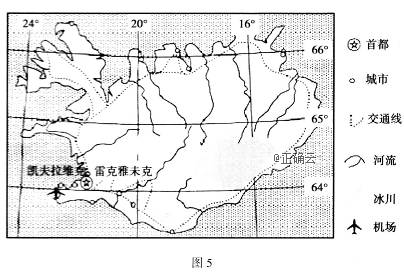 24° 20° 16°
66°
65°
64°
凯夫拉维克 雷克雅未克
@正确云
首都
城市
交通线
河流
冰川
机场
图5